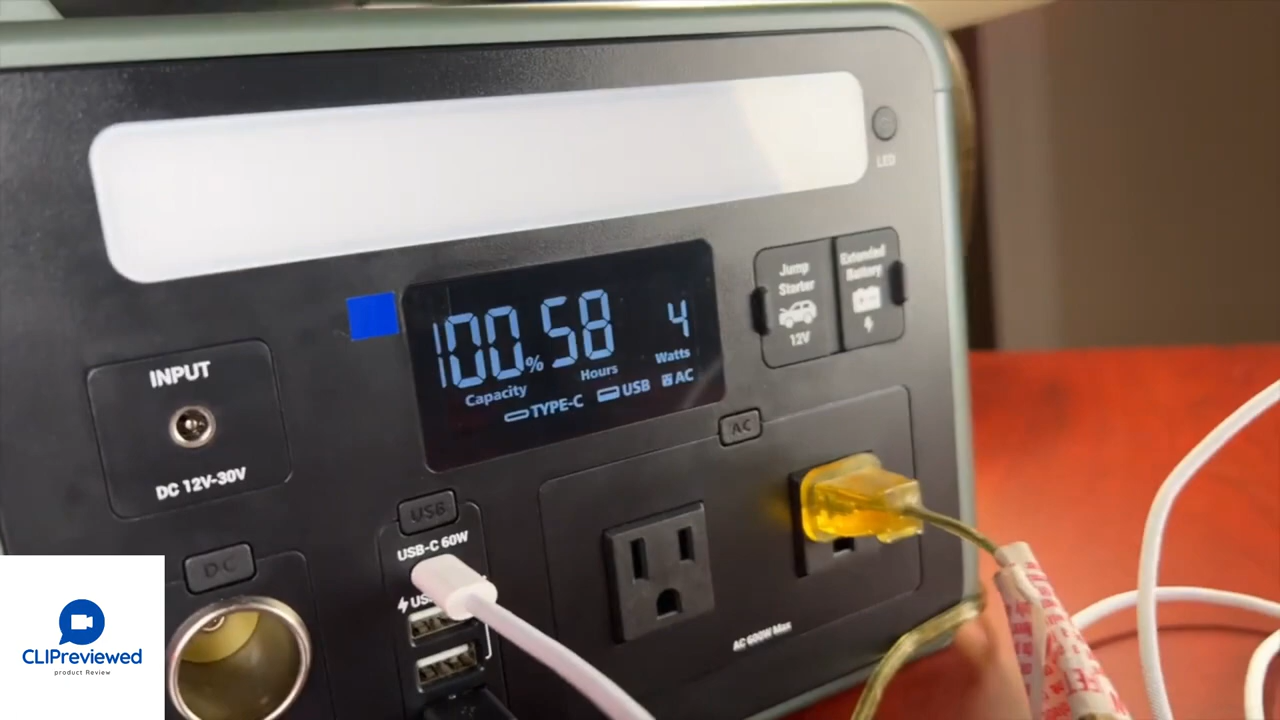 LED
Jump
Starter
12V
Extended
Battery
100% 58 4
Capacity Hours Watts
TYPE-C USB AC
INPUT
DC 12V-30V
AC
USB
USB-C 60W
DC
AC 600W Max
CLIPreviewed
product Review